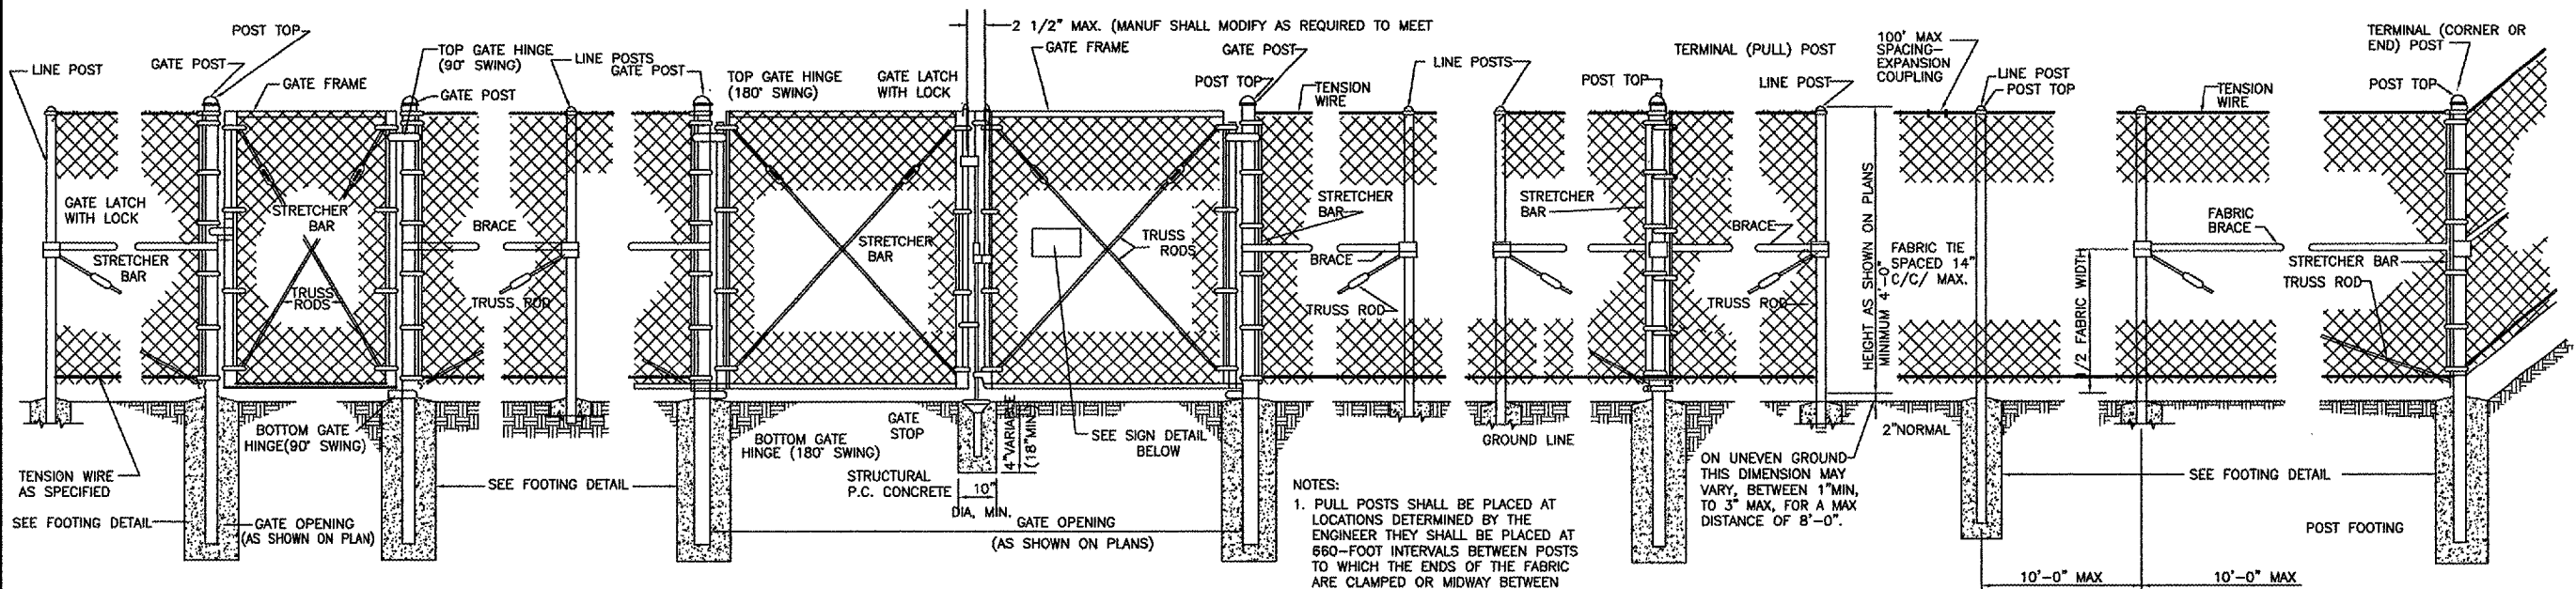 2 1/2" MAX. (MANUF SHALL MODIFY AS REQUIRED TO MEET
POST TOP
LINE POST
GATE POST
GATE FRAME
TOP GATE HINGE
(90° SWING)
GATE POST
LINE POSTS
GATE POST
TOP GATE HINGE
(180° SWING)
GATE LATCH
WITH LOCK
GATE FRAME
GATE POST
POST TOP
TENSION
WIRE
LINE POSTS
TERMINAL (PULL) POST
POST TOP
LINE POST
100' MAX
SPACING-
EXPANSION
COUPLING
LINE POST
POST TOP
TENSION
WIRE
TERMINAL (CORNER OR
END) POST
POST TOP
GATE LATCH
WITH LOCK
STRETCHER
BAR
STRETCHER
BAR
TRUSS
RODS
BRACE
TRUSS ROD
STRETCHER
BAR
TRUSS
RODS
STRETCHER
BAR
BRACE
TRUSS ROD
STRETCHER
BAR
BRACE
TRUSS ROD
HEIGHT AS SHOWN ON PLANS
MINIMUM 4'-0"
FABRIC TIE
SPACED 14"
C/C/ MAX.
1/2 FABRIC WIDTH
FABRIC
BRACE
STRETCHER BAR
TRUSS ROD
TENSION WIRE
AS SPECIFIED
SEE FOOTING DETAIL
GATE OPENING
(AS SHOWN ON PLAN)
BOTTOM GATE
HINGE(90° SWING)
SEE FOOTING DETAIL
BOTTOM GATE
HINGE (180° SWING)
GATE
STOP
STRUCTURAL
P.C. CONCRETE
10"
DIA, MIN.
4" VARIABLE
(18" MIN.)
SEE SIGN DETAIL
BELOW
GATE OPENING
(AS SHOWN ON PLANS)
GROUND LINE
NOTES:
1. PULL POSTS SHALL BE PLACED AT
LOCATIONS DETERMINED BY THE
ENGINEER THEY SHALL BE PLACED AT
660-FOOT INTERVALS BETWEEN POSTS
TO WHICH THE ENDS OF THE FABRIC
ARE CLAMPED OR MIDWAY BETWEEN
2"NORMAL
ON UNEVEN GROUND
THIS DIMENSION MAY
VARY, BETWEEN 1"MIN,
TO 3" MAX, FOR A MAX
DISTANCE OF 8'-0".
SEE FOOTING DETAIL
POST FOOTING
10'-0" MAX
10'-0" MAX